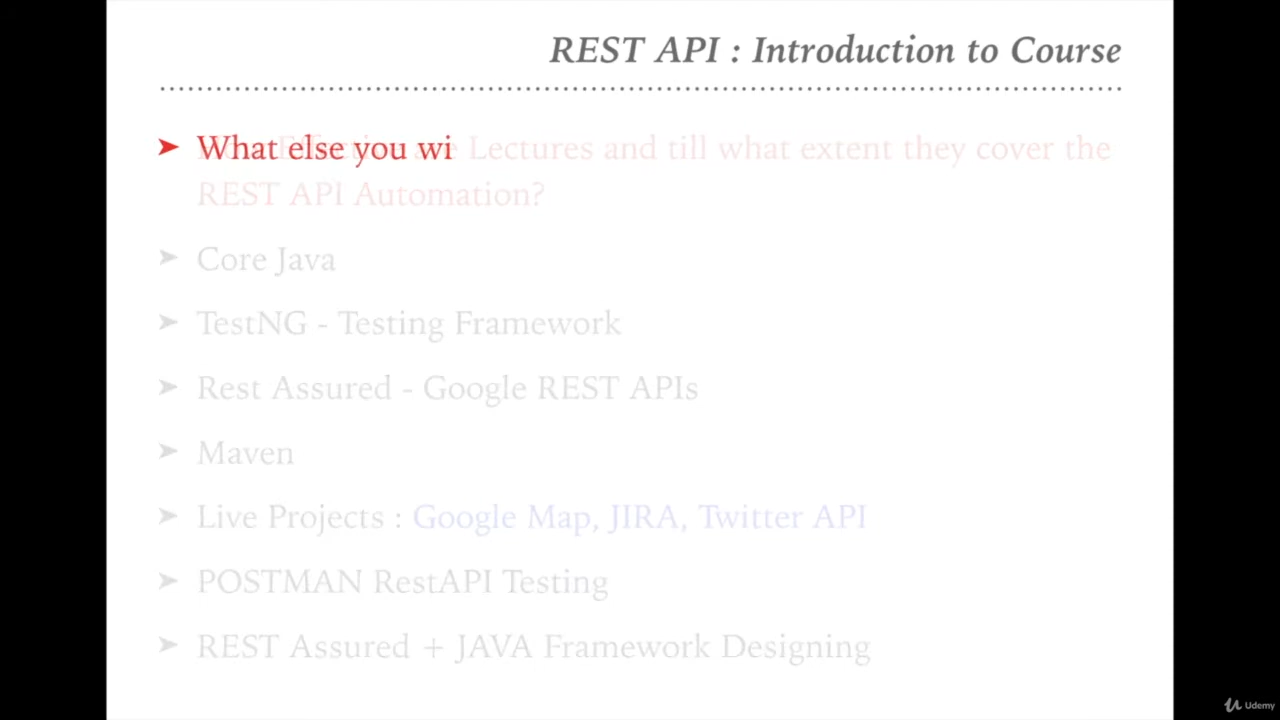 REST API : Introduction to Course
➤ What else you wi
Lectures and till what extent they cover the
REST API Automation?
➤ Core Java
➤ TestNG - Testing Framework
➤ Rest Assured - Google REST APIs
➤ Maven
➤ Live Projects : Google Map, JIRA, Twitter API
➤ POSTMAN RestAPI Testing
➤ REST Assured + JAVA Framework Designing
Udemy